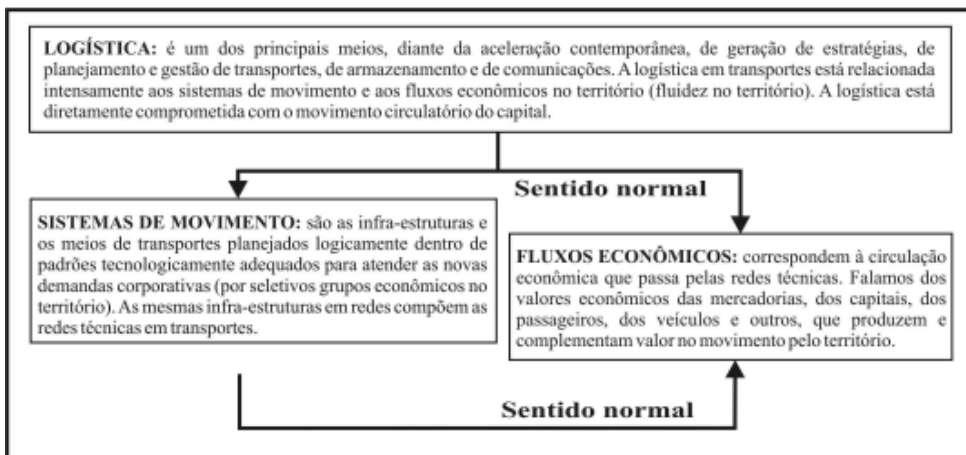 LOGÍSTICA: é um dos principais meios, diante da aceleração contemporânea, de geração de estratégias, de
planejamento e gestão de transportes, de armazenamento e de comunicações. A logística em transportes está relacionada
intensamente aos sistemas de movimento e aos fluxos econômicos no território (fluidez no território). A logística está
diretamente comprometida com o movimento circulatório do capital.
Sentido normal
SISTEMAS DE MOVIMENTO: são as infra-estruturas e
os meios de transportes planejados logicamente dentro de
padrões tecnologicamente adequados para atender as novas
demandas corporativas (por seletivos grupos econômicos no
território). As mesmas infra-estruturas em redes compõem as
redes técnicas em transportes.
FLUXOS ECONÔMICOS: correspondem à circulação
econômica que passa pelas redes técnicas. Falamos dos
valores econômicos das mercadorias, dos capitais, dos
passageiros, dos veículos e outros, que produzem e
complementam valor no movimento pelo território.
Sentido normal